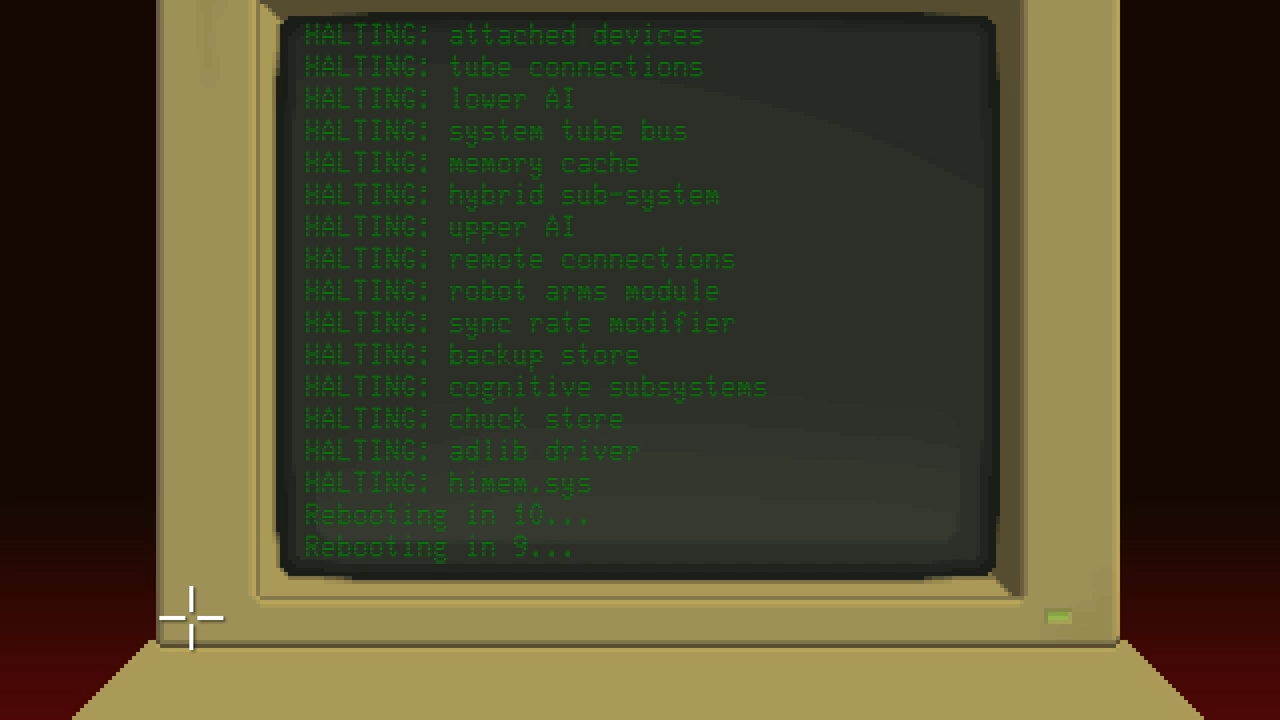 HALTING: attached devices
HALTING: tube connections
HALTING: lower AI
HALTING: system tube bus
HALTING: memory cache
HALTING: hybrid sub-system
HALTING: upper AI
HALTING: remote connections
HALTING: robot arms module
HALTING: sync rate modifier
HALTING: backup store
HALTING: cognitive subsystems
HALTING: chuck store
HALTING: adlib driver
HALTING: himem.sys
Rebooting in 10...
Rebooting in 9...